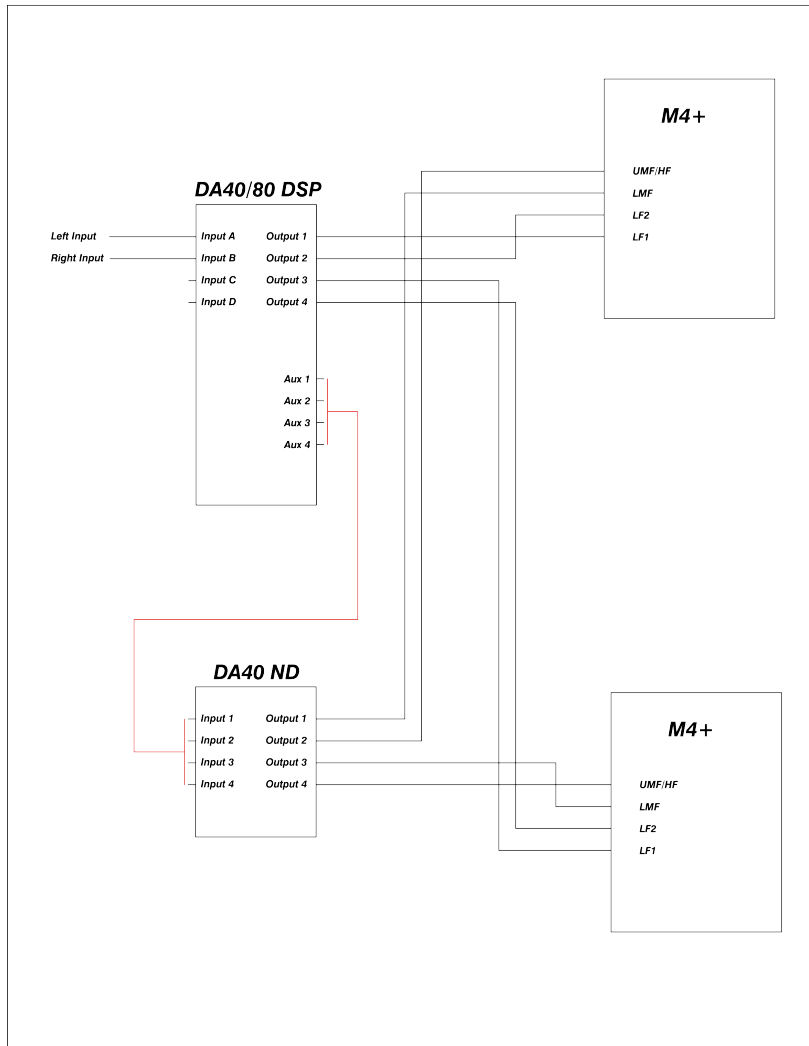 M4+
UMF/HF
LMF
LF2
LF1
DA40/80 DSP
Left Input
Right Input
Input A
Input B
Input C
Input D
Output 1
Output 2
Output 3
Output 4
Aux 1
Aux 2
Aux 3
Aux 4
DA40 ND
Input 1
Input 2
Input 3
Input 4
Output 1
Output 2
Output 3
Output 4
M4+
UMF/HF
LMF
LF2
LF1